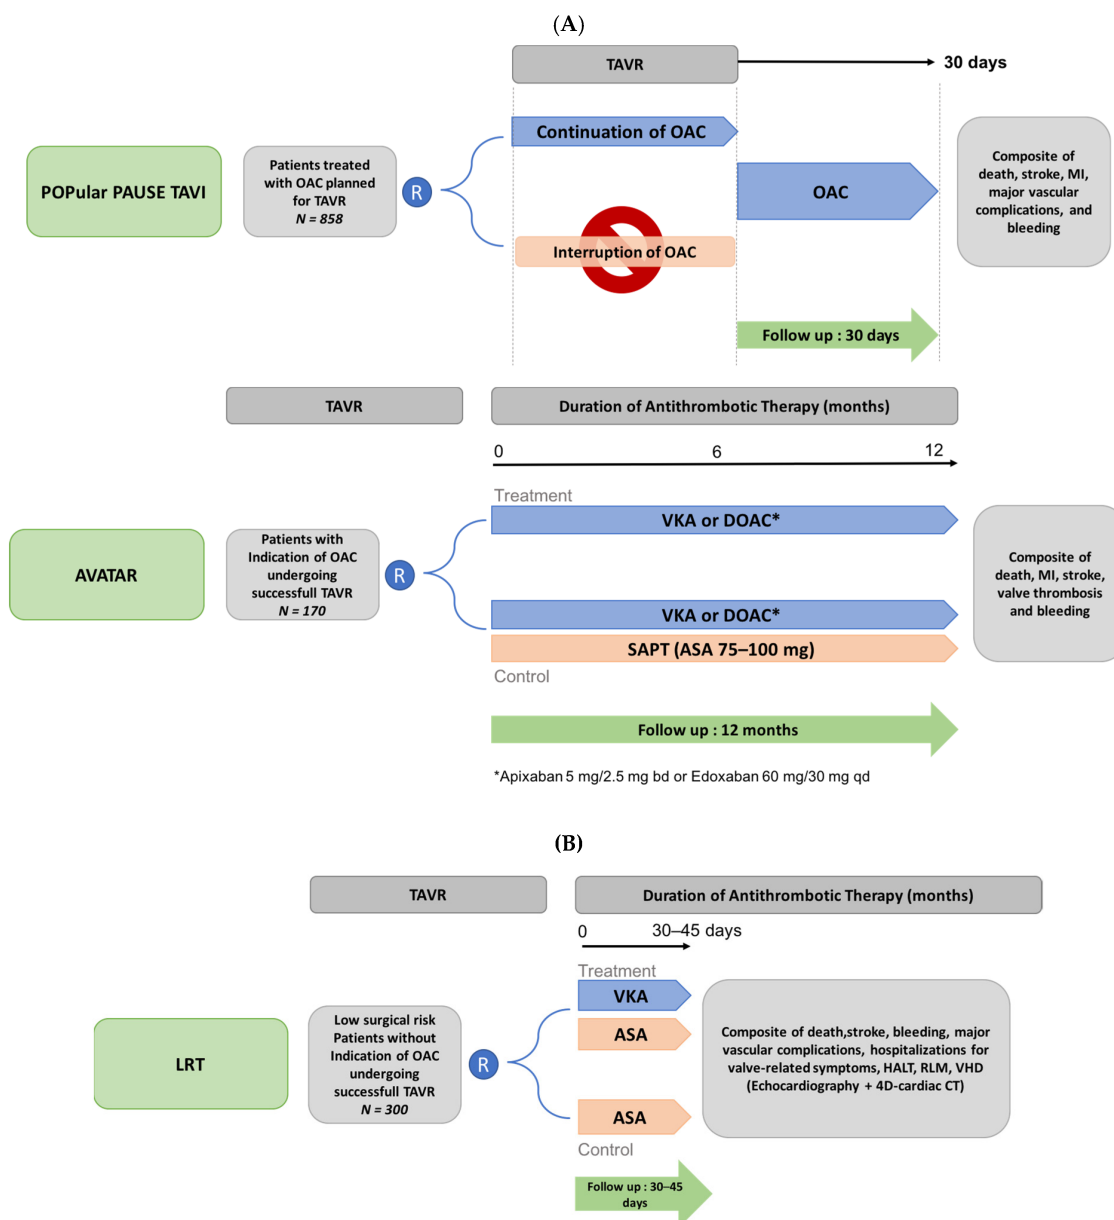 (A)
TAVR
30 days
Continuation of OAC
POPular PAUSE TAVI
Patients treated
with OAC planned
for TAVR
N = 858
R
OAC
Interruption of OAC
Composite of
death, stroke, MI,
major vascular
complications, and
bleeding
Follow up : 30 days
TAVR
Duration of Antithrombotic Therapy (months)
0
6
12
Treatment
VKA or DOAC*
AVATAR
Patients with
Indication of OAC
undergoing
successfull TAVR
N = 170
R
VKA or DOAC*
SAPT (ASA 75–100 mg)
Control
Composite of
death, MI, stroke,
valve thrombosis
and bleeding
Follow up : 12 months
*Apixaban 5 mg/2.5 mg bd or Edoxaban 60 mg/30 mg qd
(B)
TAVR
Duration of Antithrombotic Therapy (months)
0
30–45 days
Treatment
VKA
ASA
LRT
Low surgical risk
Patients without
Indication of OAC
undergoing
successfull TAVR
N = 300
R
ASA
Control
Composite of death,stroke, bleeding, major
vascular complications, hospitalizations for
valve-related symptoms, HALT, RLM, VHD
(Echocardiography + 4D-cardiac CT)
Follow up : 30–45
days